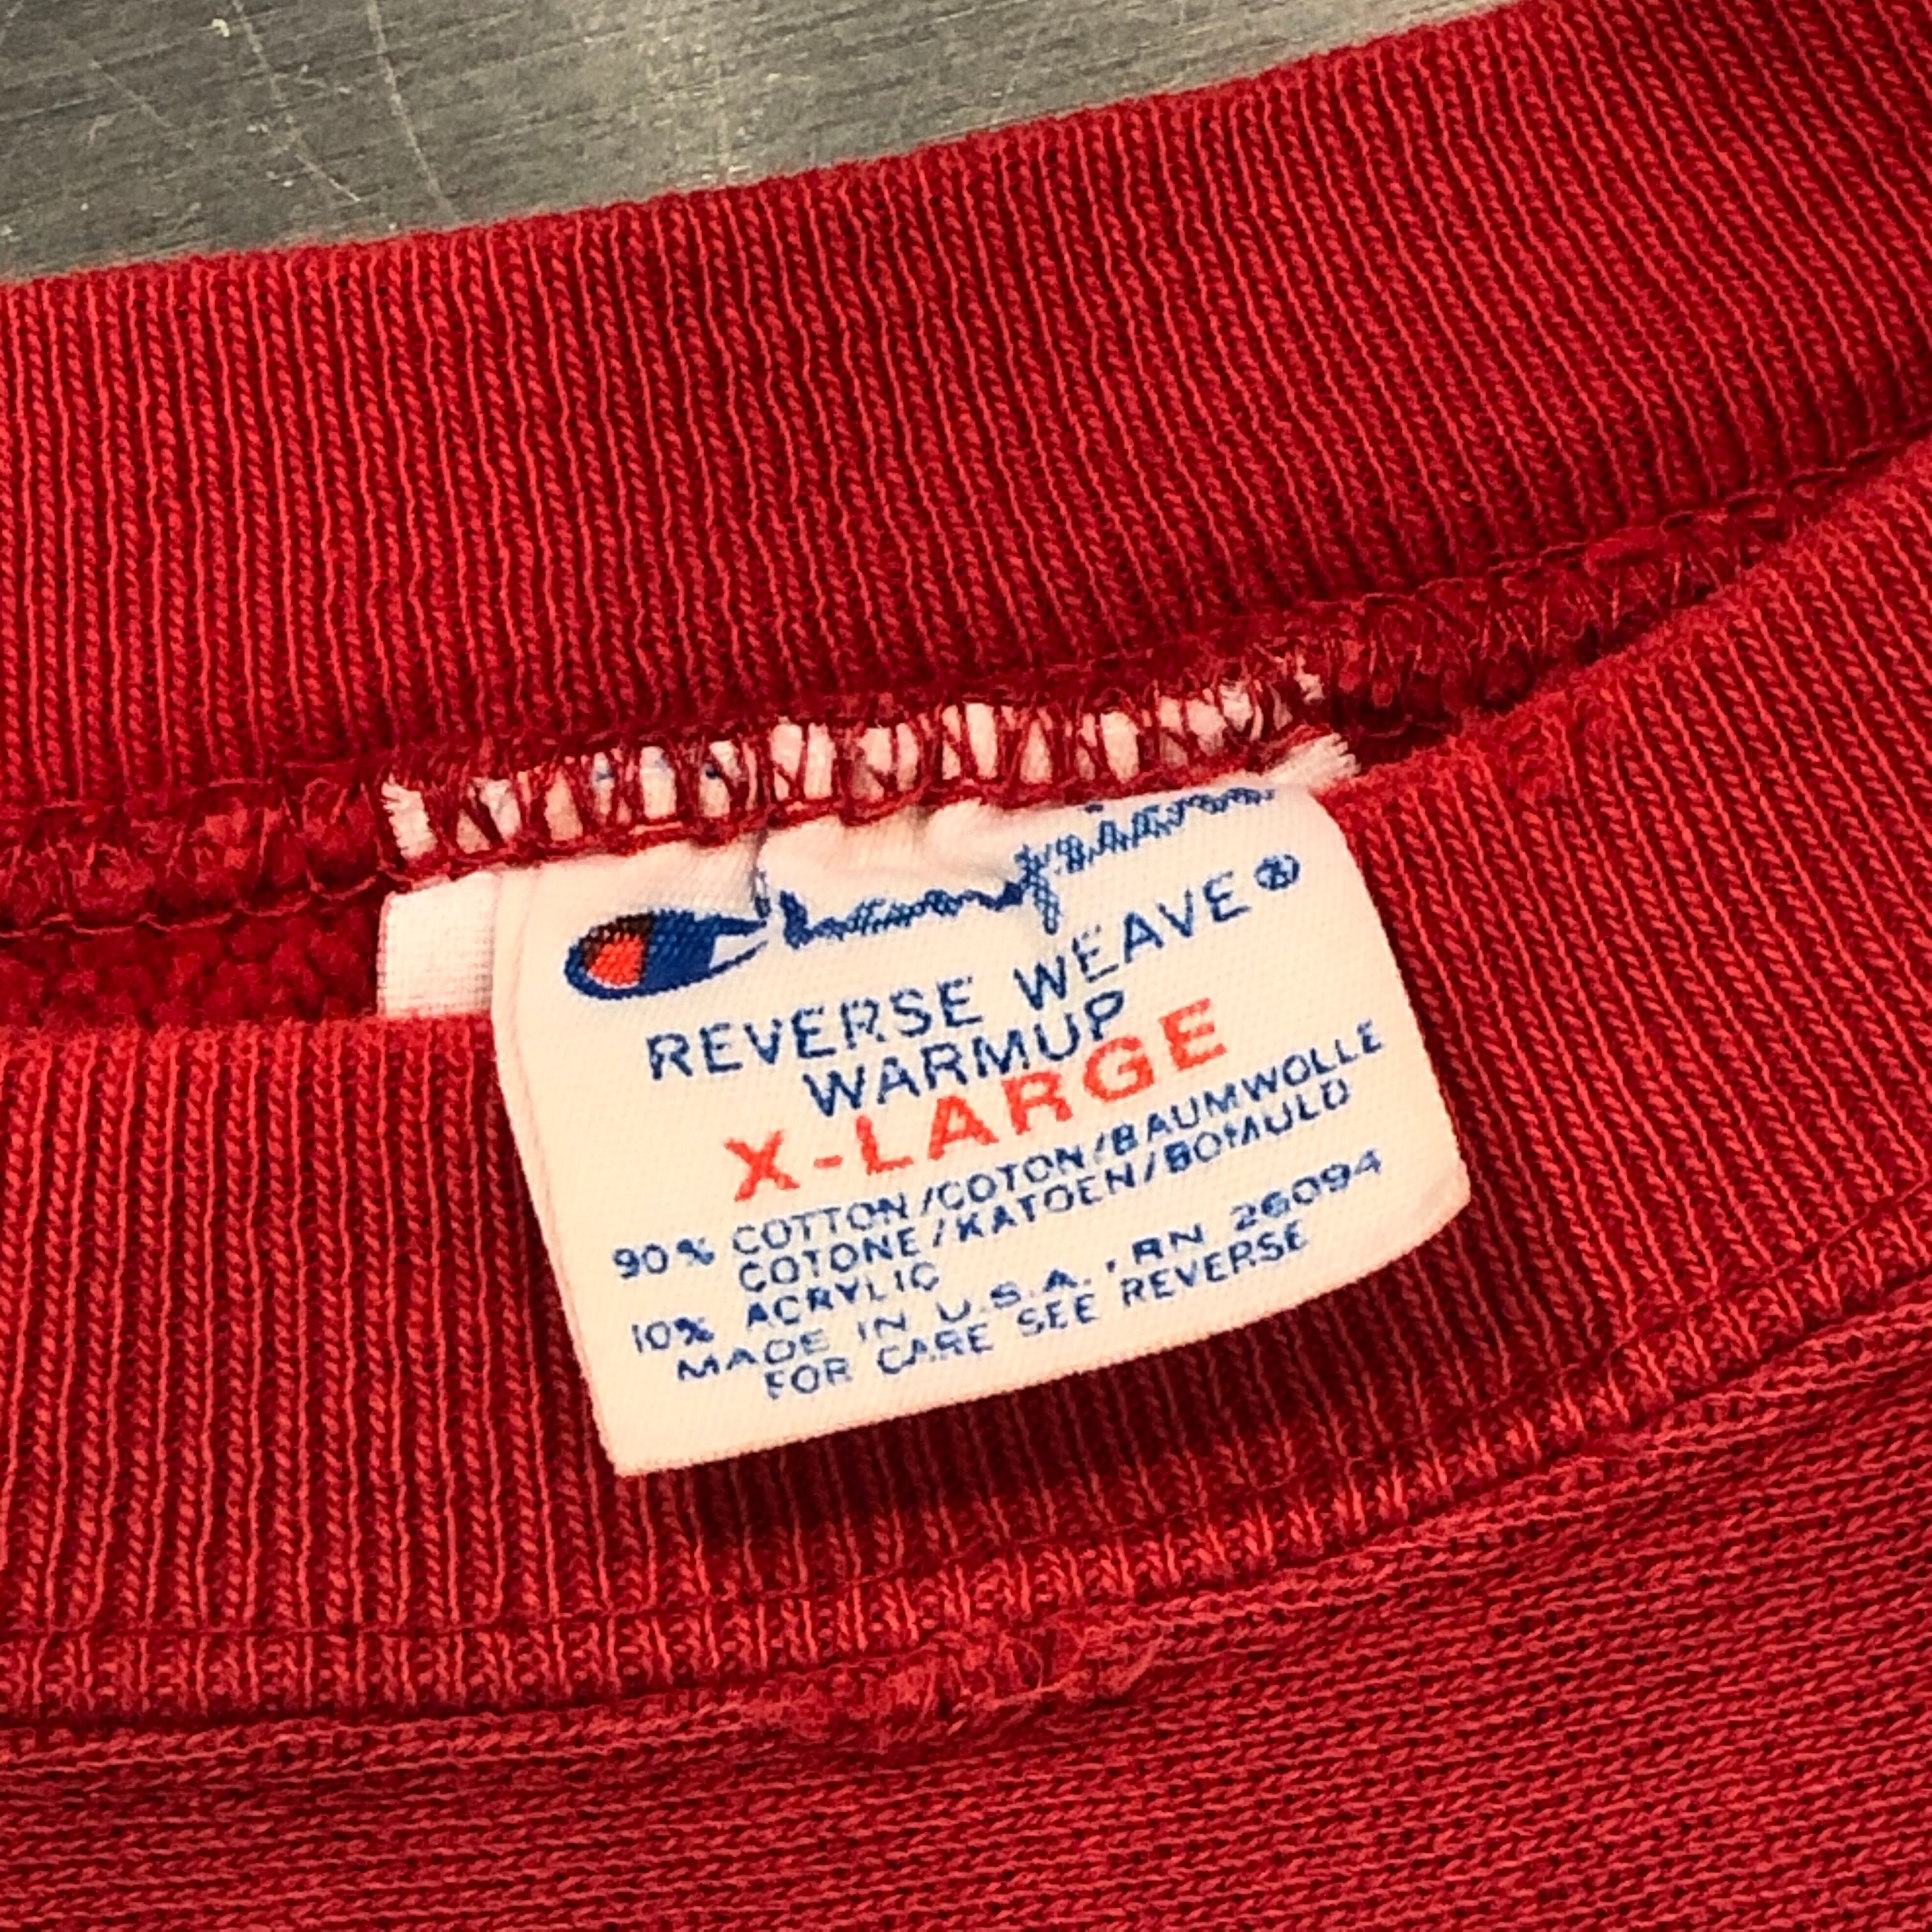 Champion
REVERSE WEAVE®
WARMUP
X-LARGE
90% COTTON/COTON/BAUMWOLLE
COTONE/KATOEN/BOMULD
10% ACRYLIC
MADE IN U.S.A., RN 26094
FOR CARE SEE REVERSE